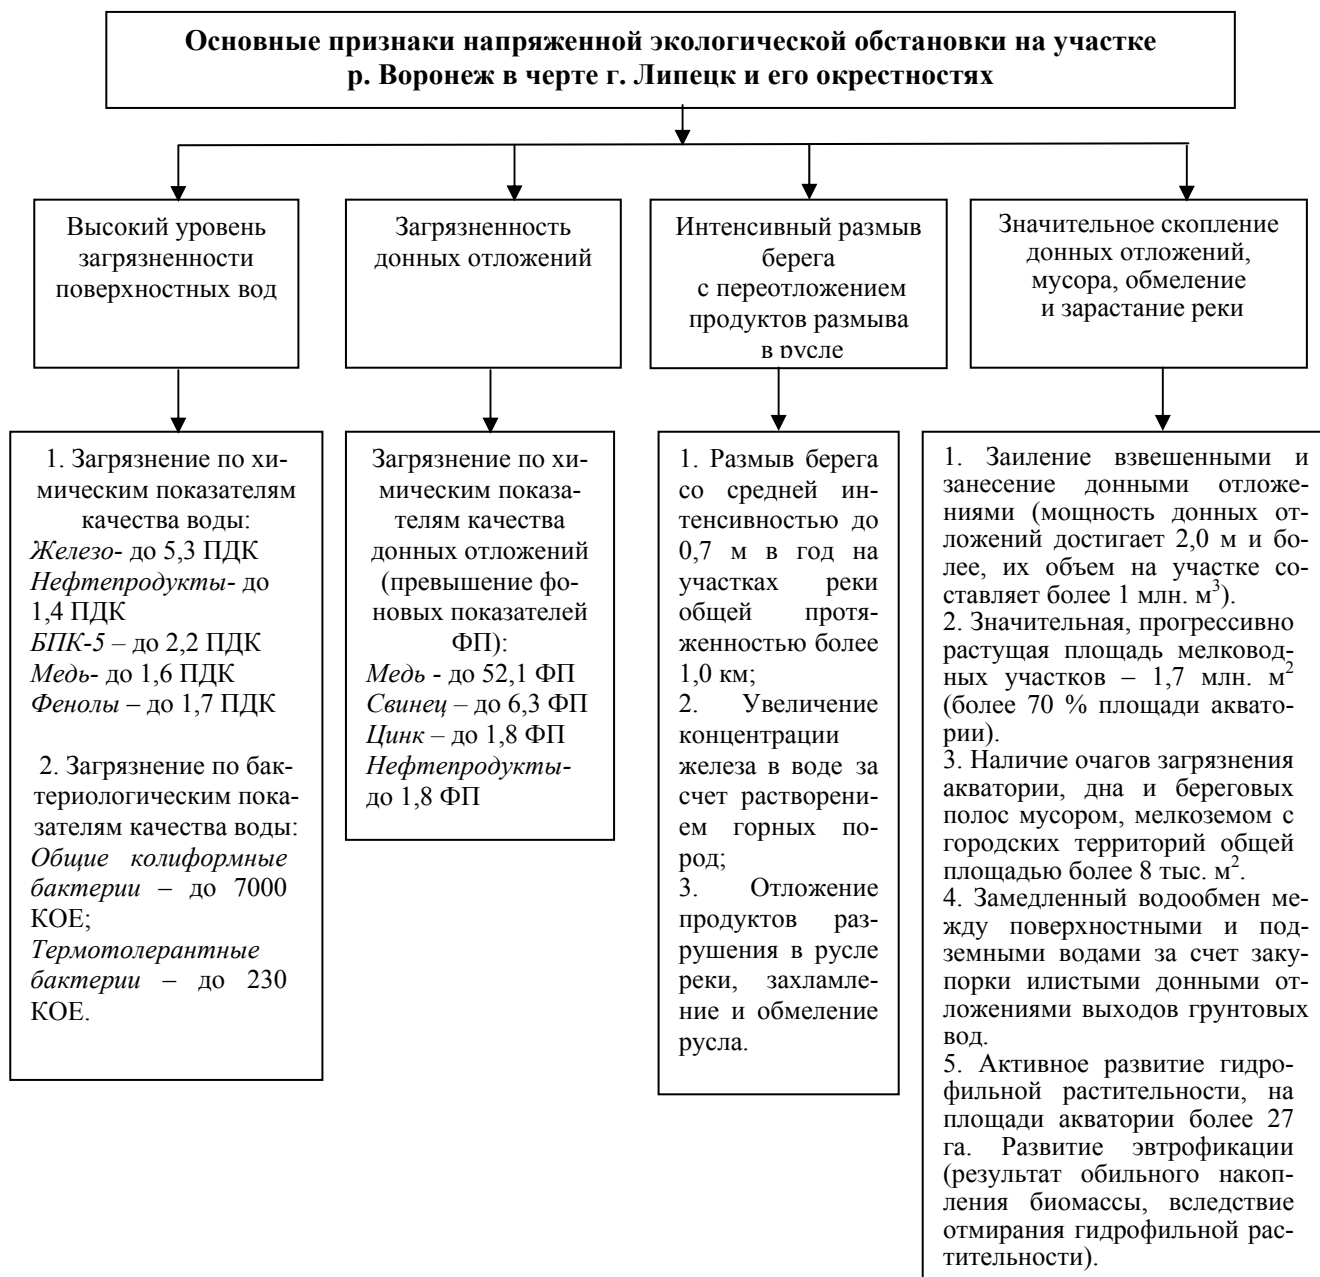 Основные признаки напряженной экологической обстановки на участке
р. Воронеж в черте г. Липецк и его окрестностях
Высокий уровень
загрязненности
поверхностных вод
Загрязненность
донных отложений
Интенсивный размыв
берега
с переотложением
продуктов размыва
в русле
Значительное скопление
донных отложений,
мусора, обмеление
и зарастание реки
1. Загрязнение по хи-
мическим показателям
качества воды:
Железо- до 5,3 ПДК
Нефтепродукты- до
1,4 ПДК
БПК-5 – до 2,2 ПДК
Медь- до 1,6 ПДК
Фенолы – до 1,7 ПДК
2. Загрязнение по бак-
териологическим пока-
зателям качества воды:
Общие колиформные
бактерии – до 7000
КОЕ;
Термотолерантные
бактерии – до 230
КОЕ.
Загрязнение по хи-
мическим показа-
телям качества
донных отложений
(превышение фо-
новых показателей
ФП):
Медь - до 52,1 ФП
Свинец – до 6,3 ФП
Цинк – до 1,8 ФП
Нефтепродукты-
до 1,8 ФП
1. Размыв берега
со средней ин-
тенсивностью до
0,7 м в год на
участках реки
общей протя-
женностью более
1,0 км;
2. Увеличение
концентрации
железа в воде за
счет растворени-
ем горных по-
род;
3. Отложение
продуктов раз-
рушения в русле
реки, захламле-
ние и обмеление
русла.
1. Заиление взвешенными и
занесение донными отложе-
ниями (мощность донных от-
ложений достигает 2,0 м и бо-
лее, их объем на участке со-
ставляет более 1 млн. м³).
2. Значительная, прогрессивно
растущая площадь мелковод-
ных участков – 1,7 млн. м²
(более 70 % площади аквато-
рии).
3. Наличие очагов загрязнения
акватории, дна и береговых
полос мусором, мелкоземом с
городских территорий общей
площадью более 8 тыс. м².
4. Замедленный водообмен ме-
жду поверхностными и под-
земными водами за счет заку-
порки илистыми донными от-
ложениями выходов грунтовых
вод.
5. Активное развитие гидро-
фильной растительности, на
площади акватории более 27
га. Развитие эвтрофикации
(результат обильного накоп-
ления биомассы, вследствие
отмирания гидрофильной рас-
тительности).